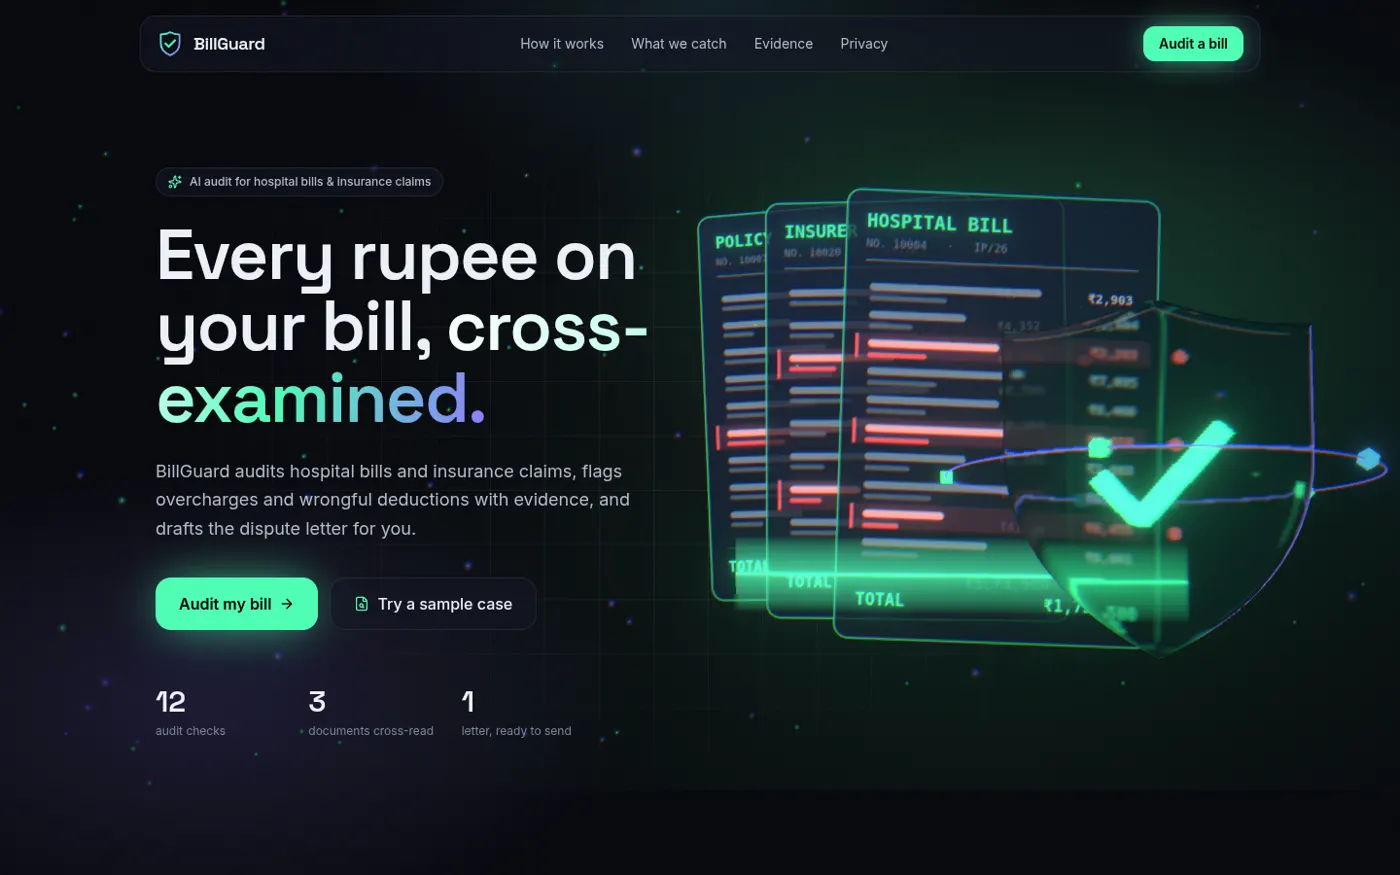 BillGuard
How it works
What we catch
Evidence
Privacy
Audit a bill
AI audit for hospital bills & insurance claims
Every rupee on
your bill, cross-
examined.
BillGuard audits hospital bills and insurance claims, flags
overcharges and wrongful deductions with evidence, and
drafts the dispute letter for you.
Audit my bill
Try a sample case
12
audit checks
3
documents cross-read
1
letter, ready to send
POLICY
TOTAL
INSURER
NO. 10020
TOTAL
HOSPITAL BILL
NO. 10004 · IP/26
₹2,903
TOTAL